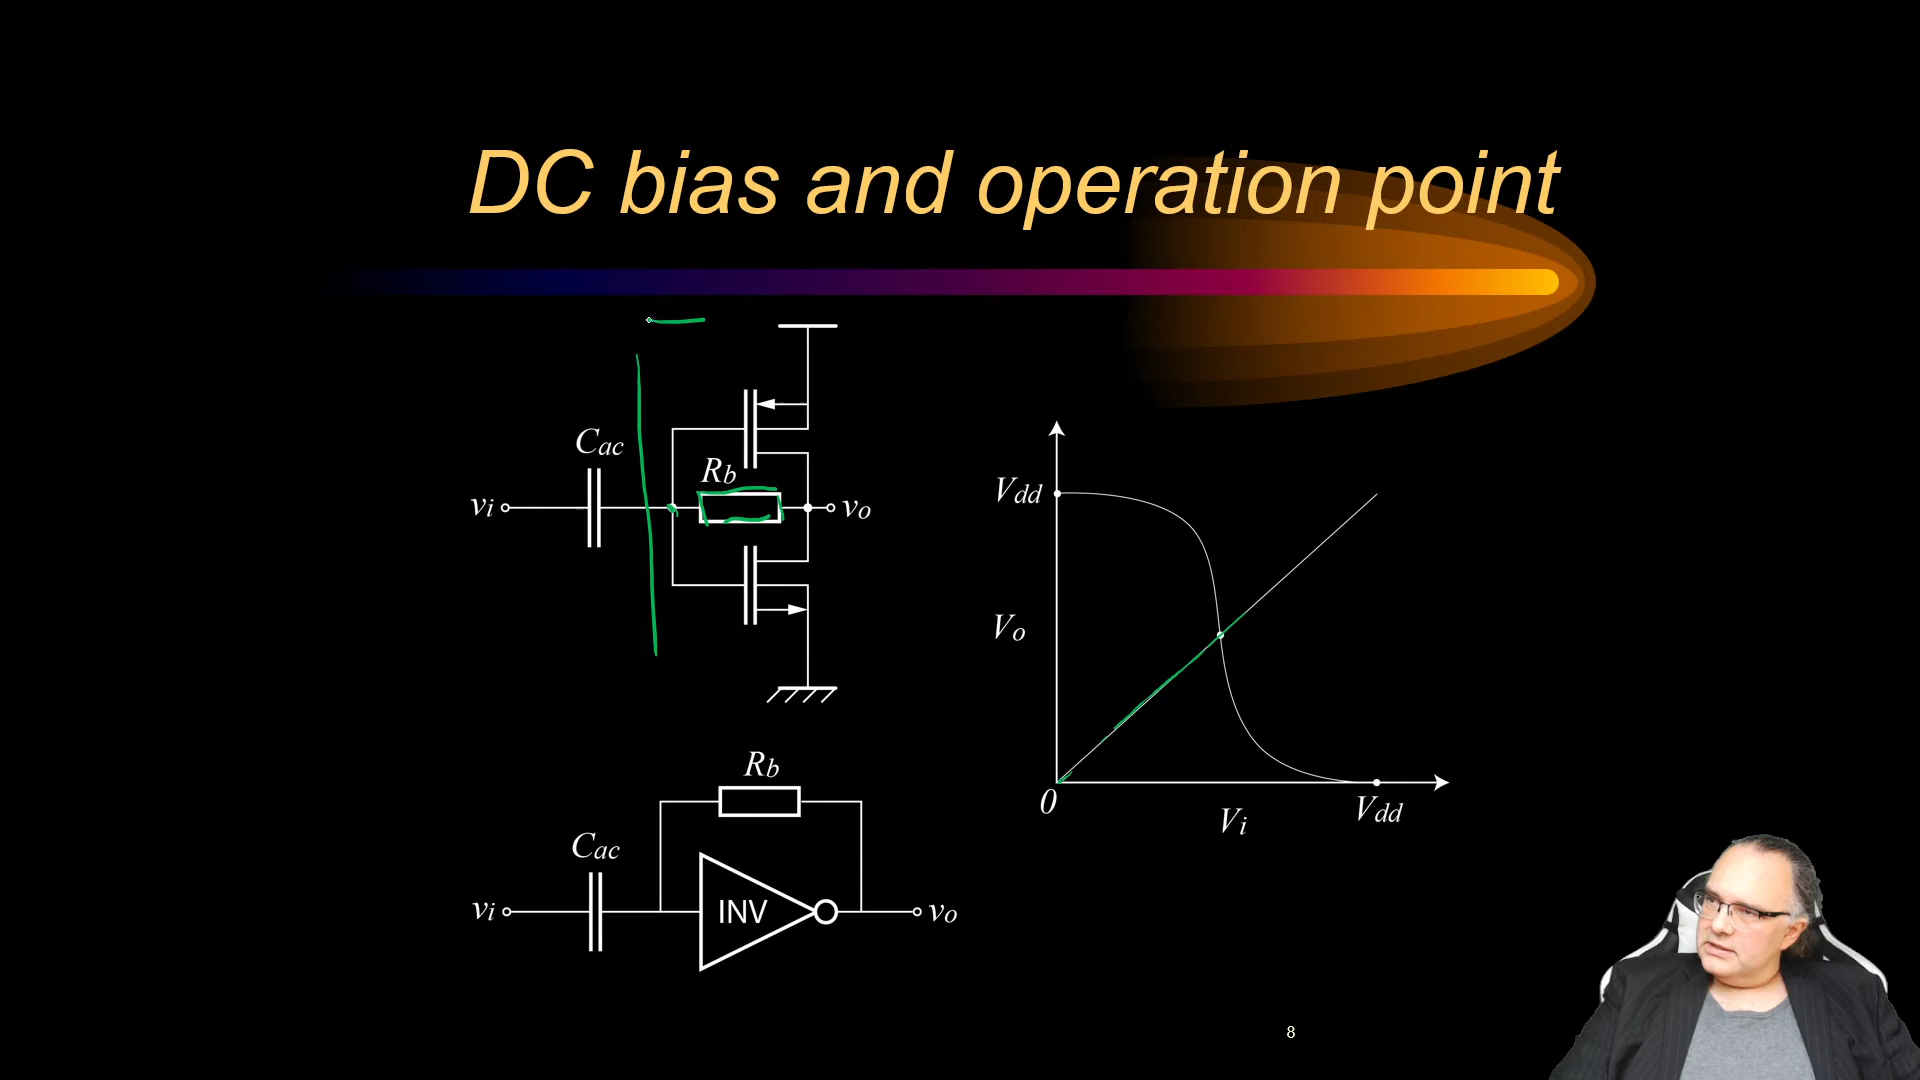 DC bias and operation point
Cac
Rb
vi
vo
Vdd
Vo
0
Vi
Vdd
Rb
Cac
vi
INV
vo
8